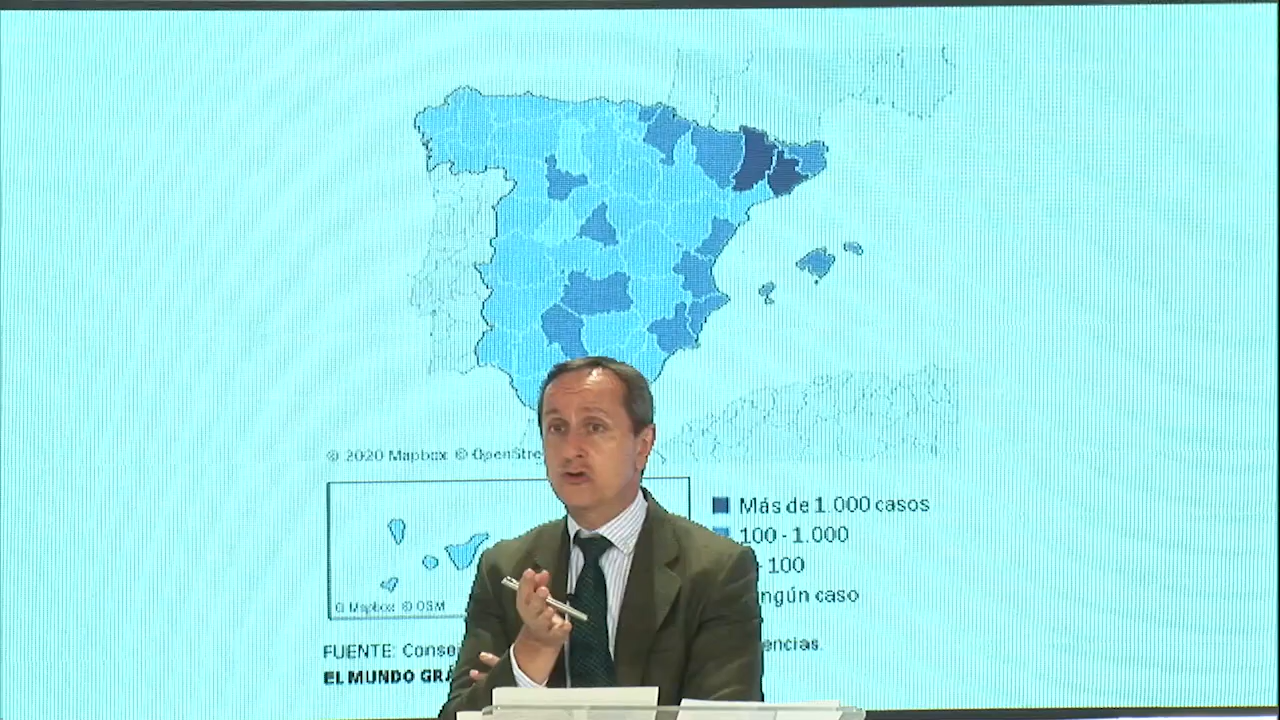 © 2020 Mapbox © OpenStre
Más de 1.000 casos
100 - 1.000
- 100
ngún caso
© Mapbox © OSM
FUENTE: Conse encias.
EL MUNDO GRÁ